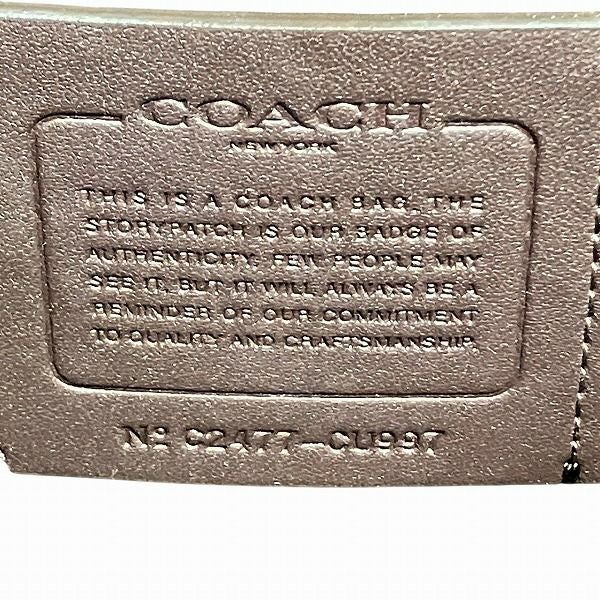 COACH
NEW YORK
THIS IS A COACH BAG. THE
STORYPATCH IS OUR BADGE OF
AUTHENTICITY. FEW PEOPLE MAY
SEE IT, BUT IT WILL ALWAYS BE A
REMINDER OF OUR COMMITMENT
TO QUALITY AND CRAFTSMANSHIP.
Nº C2477-CU997